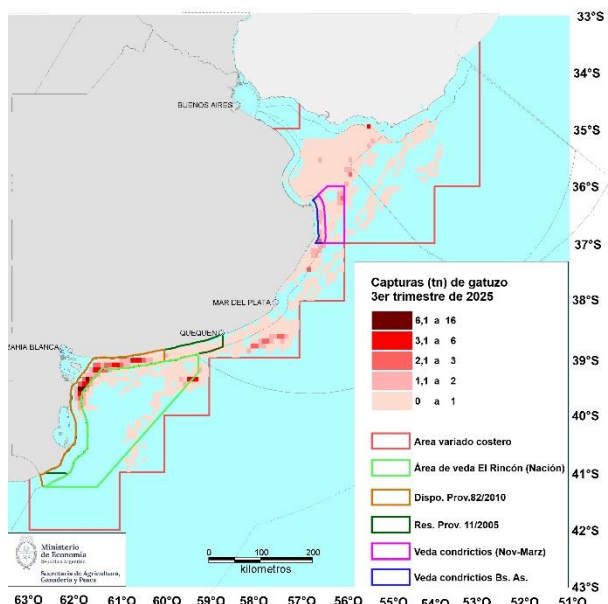 33°S
34°S
BUENOS AIRES
35°S
36°S
37°S
MAR DEL PLATA
38°S
QUEQUEN
BAHIA BLANCA
39°S
40°S
41°S
42°S
43°S
Capturas (tn) de gatuzo
3er trimestre de 2025
6,1 a 16
3,1 a 6
2,1 a 3
1,1 a 2
0 a 1
Area variado costero
Área de veda El Rincón (Nación)
Dispo. Prov.82/2010
Res. Prov. 11/2005
Veda condrictios (Nov-Marz)
Veda condrictios Bs. As.
Ministerio
de Economía
República Argentina
Secretaría de Agricultura,
Ganadería y Pesca
0 100 200
kilometros
63°O 62°O 61°O 60°O 59°O 58°O 57°O 56°O 55°O 54°O 53°O 52°O 51°O